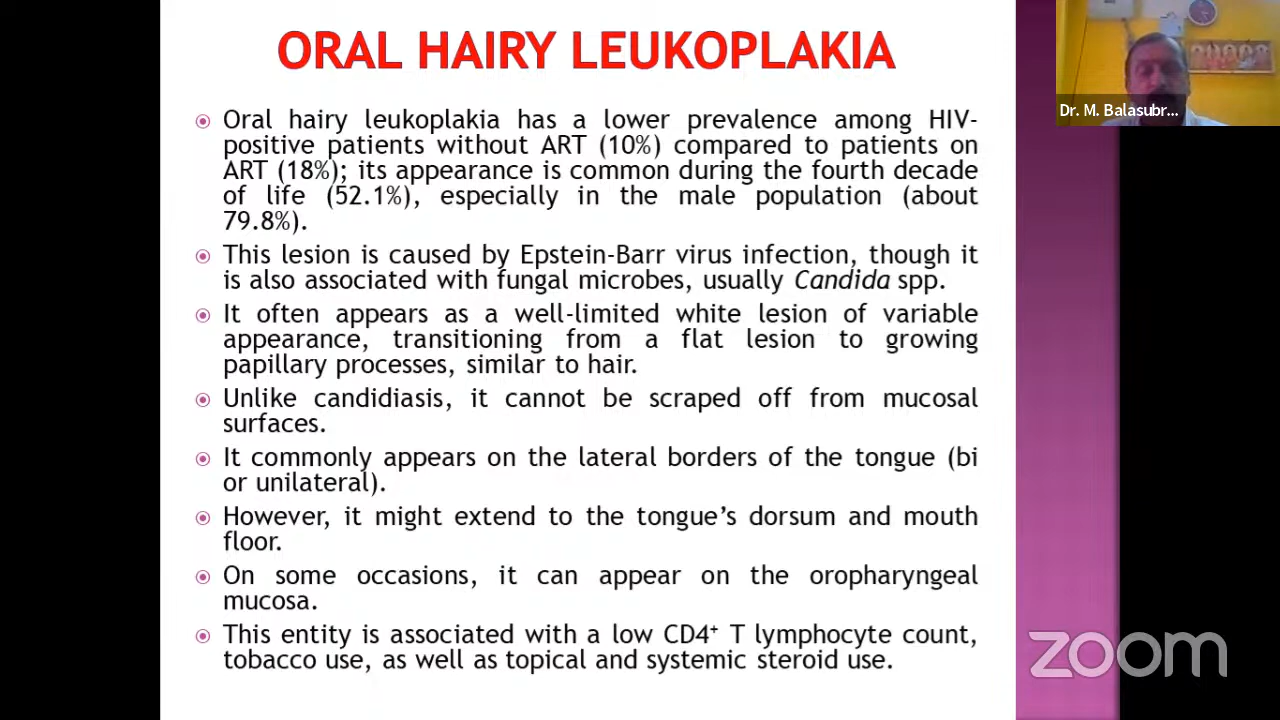 ORAL HAIRY LEUKOPLAKIA
Oral hairy leukoplakia has a lower prevalence among HIV-
positive patients without ART (10%) compared to patients on
ART (18%); its appearance is common during the fourth decade
of life (52.1%), especially in the male population (about
79.8%).
This lesion is caused by Epstein-Barr virus infection, though it
is also associated with fungal microbes, usually Candida spp.
It often appears as a well-limited white lesion of variable
appearance, transitioning from a flat lesion to growing
papillary processes, similar to hair.
Unlike candidiasis, it cannot be scraped off from mucosal
surfaces.
It commonly appears on the lateral borders of the tongue (bi
or unilateral).
However, it might extend to the tongue’s dorsum and mouth
floor.
On some occasions, it can appear on the oropharyngeal
mucosa.
This entity is associated with a low CD4⁺ T lymphocyte count,
tobacco use, as well as topical and systemic steroid use.
Dr. M. Balasubr...
zoom